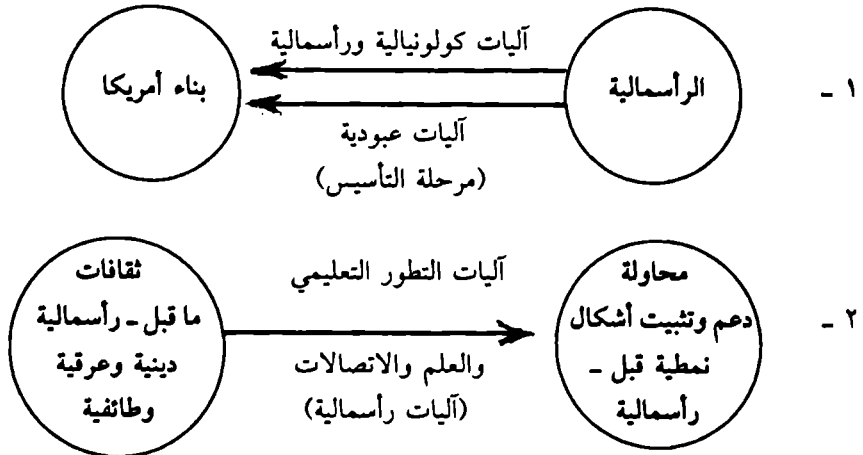 ١ -
الرأسمالية
آليات كولونيالية ورأسمالية
آليات عبودية
(مرحلة التأسيس)
بناء أمريكا
٢ -
محاولة
دعم وتثبيت أشكال
نمطية قبل -
رأسمالية
آليات التطور التعليمي
والعلم والاتصالات
(آليات رأسمالية)
ثقافات
ما قبل - رأسمالية
دينية وعرقية
وطائفية